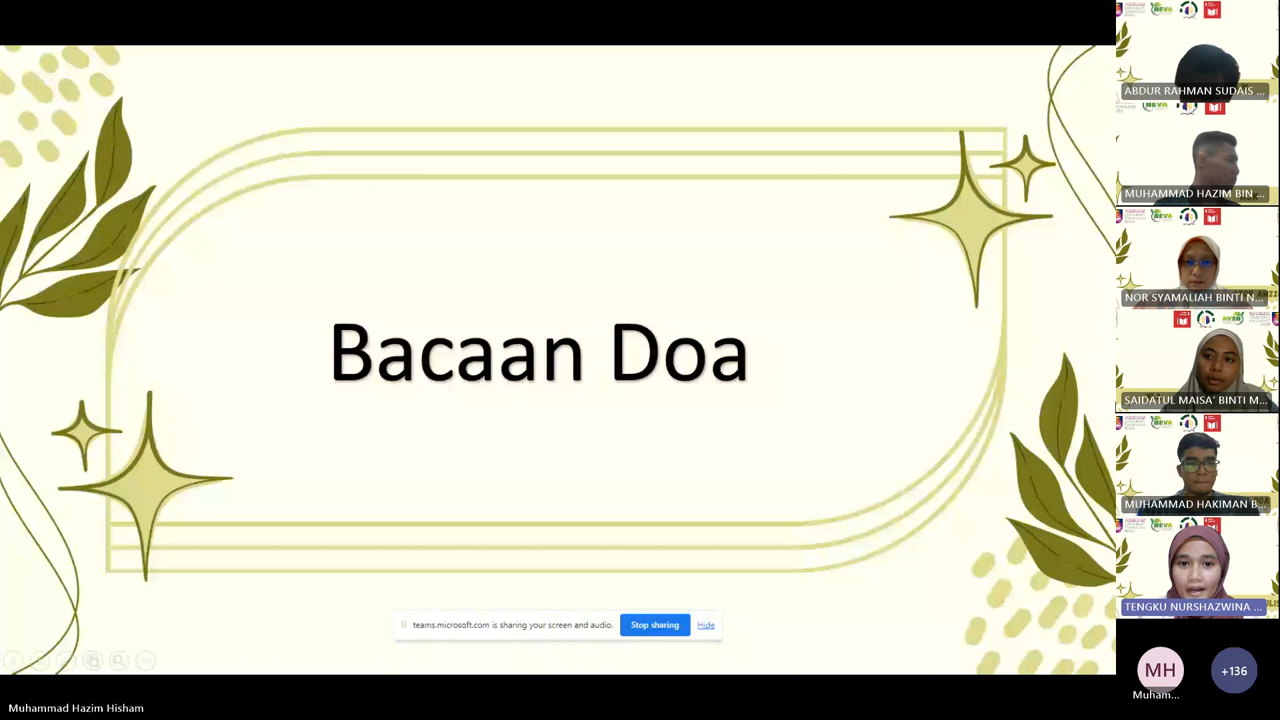 Bacaan Doa
teams.microsoft.com is sharing your screen and audio.
Stop sharing
Hide
Muhammad Hazim Hisham
ABDUR RAHMAN SUDAIS ...
MUHAMMAD HAZIM BIN ...
NOR SYAMALIAH BINTI N...
SAIDATUL MAISA' BINTI M...
MUHAMMAD HAKIMAN B...
TENGKU NURSHAZWINA ...
MH
Muham...
+136